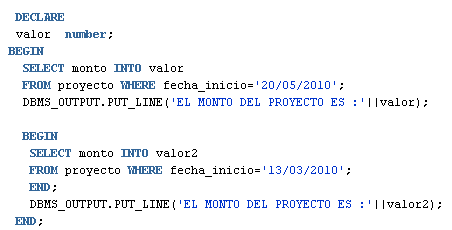 DECLARE
valor number;
BEGIN
SELECT monto INTO valor
FROM proyecto WHERE fecha_inicio='20/05/2010';
DBMS_OUTPUT.PUT_LINE('EL MONTO DEL PROYECTO ES :'||valor);
BEGIN
SELECT monto INTO valor2
FROM proyecto WHERE fecha_inicio='13/03/2010';
END;
DBMS_OUTPUT.PUT_LINE('EL MONTO DEL PROYECTO ES :'||valor2);
END;